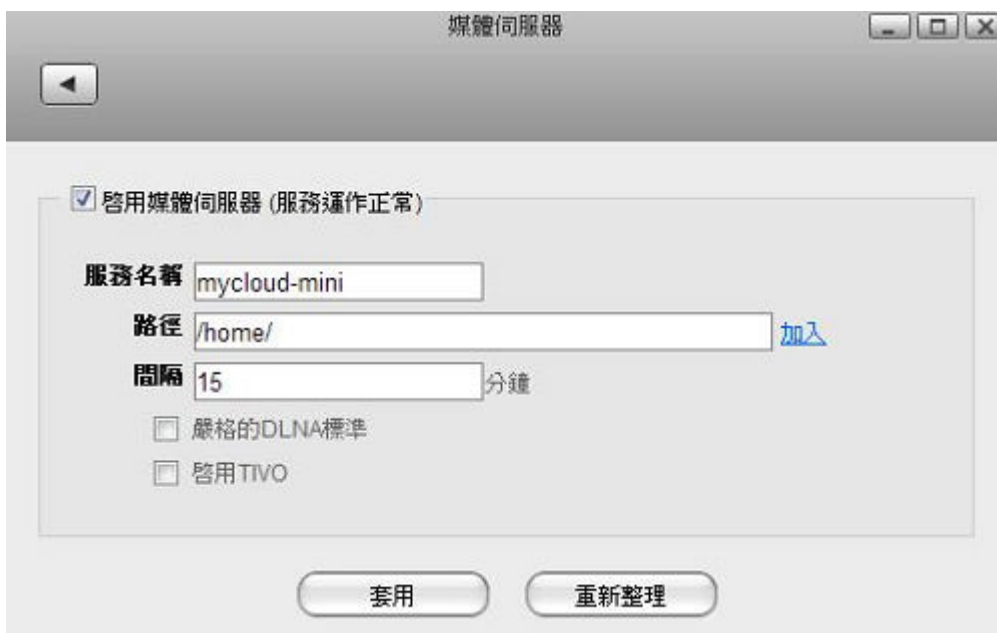 媒體伺服器
啓用媒體伺服器 (服務運作正常)
服務名稱 mycloud-mini
路徑 /home/ 加入
間隔 15 分鐘
嚴格的DLNA標準
啓用TIVO
套用 重新整理